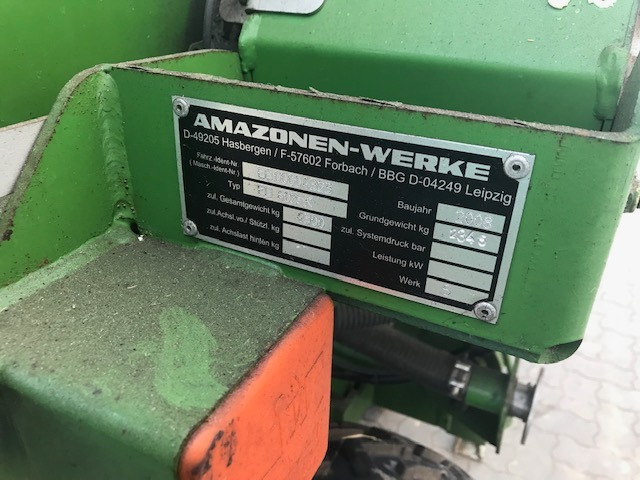 AMAZONEN-WERKE
D-49205 Hasbergen / F-57602 Forbach / BBG D-04249 Leipzig
Fahrz.-Ident-Nr.
(Masch.-Ident-Nr.)
Typ
zul. Gesamtgewicht kg
zul.Achsl.vo./ Stützl. kg
zul. Achslast hinten kg
Baujahr 2008
Grundgewicht kg
zul. Systemdruck bar
Leistung kW
Werk